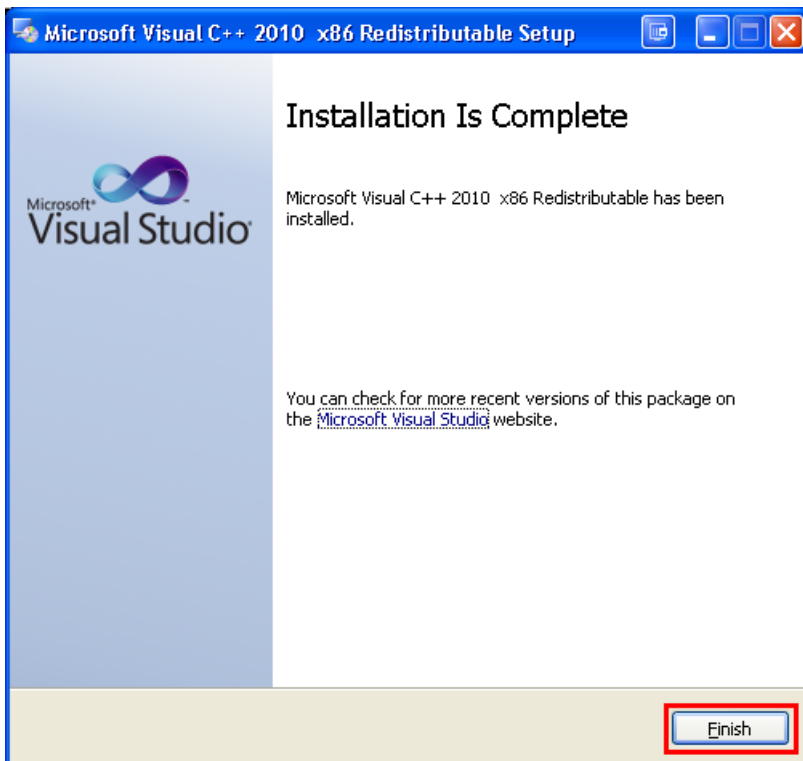 Microsoft Visual C++ 2010  x86 Redistributable Setup
Installation Is Complete
Microsoft®
Visual Studio®
Microsoft Visual C++ 2010  x86 Redistributable has been
installed.
You can check for more recent versions of this package on
the Microsoft Visual Studio website.
Finish